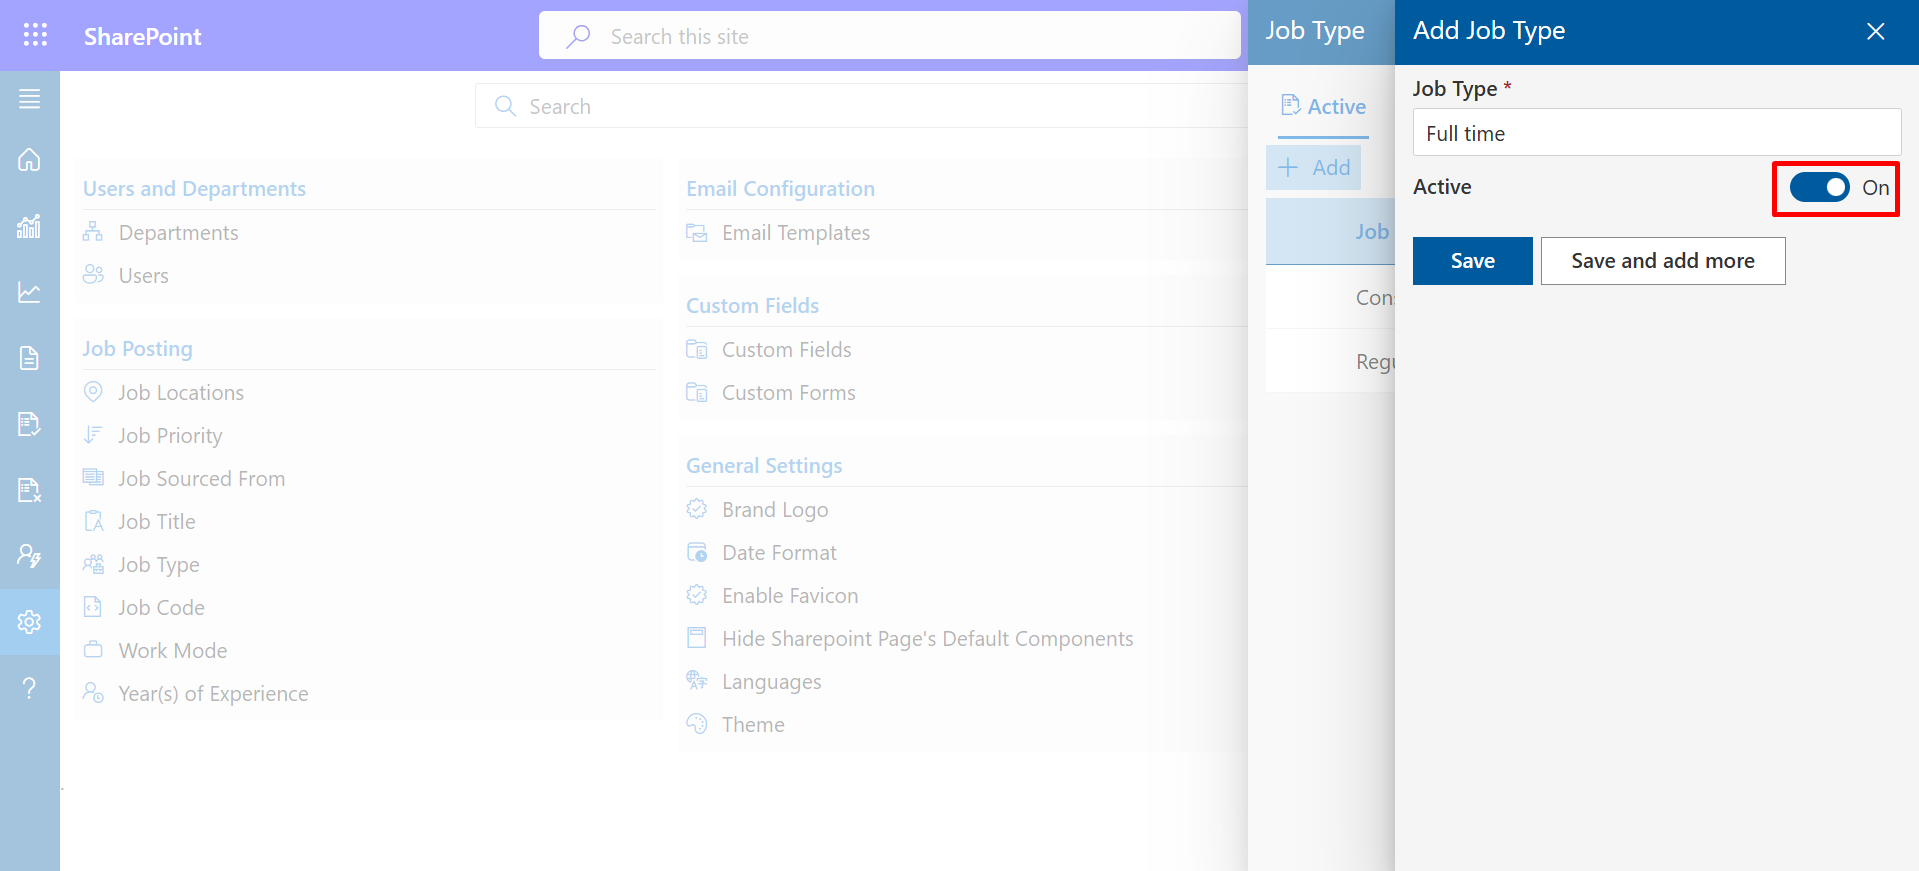 SharePoint
Search this site
Search
Users and Departments
Departments
Users
Job Posting
Job Locations
Job Priority
Job Sourced From
Job Title
Job Type
Job Code
Work Mode
Year(s) of Experience
Email Configuration
Email Templates
Custom Fields
Custom Fields
Custom Forms
General Settings
Brand Logo
Date Format
Enable Favicon
Hide Sharepoint Page's Default Components
Languages
Theme
Job Type
Active
Add
Job
Add Job Type
Job Type *
Full time
Active
On
Save
Save and add more